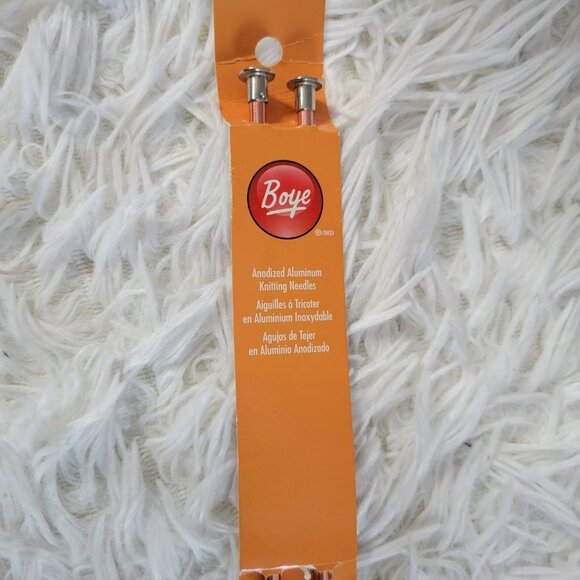 Boye
®/MD
Anodized Aluminum
Knitting Needles
Aiguilles à Tricoter
en Aluminium Inoxydable
Agujas de Tejer
en Aluminio Anodizado